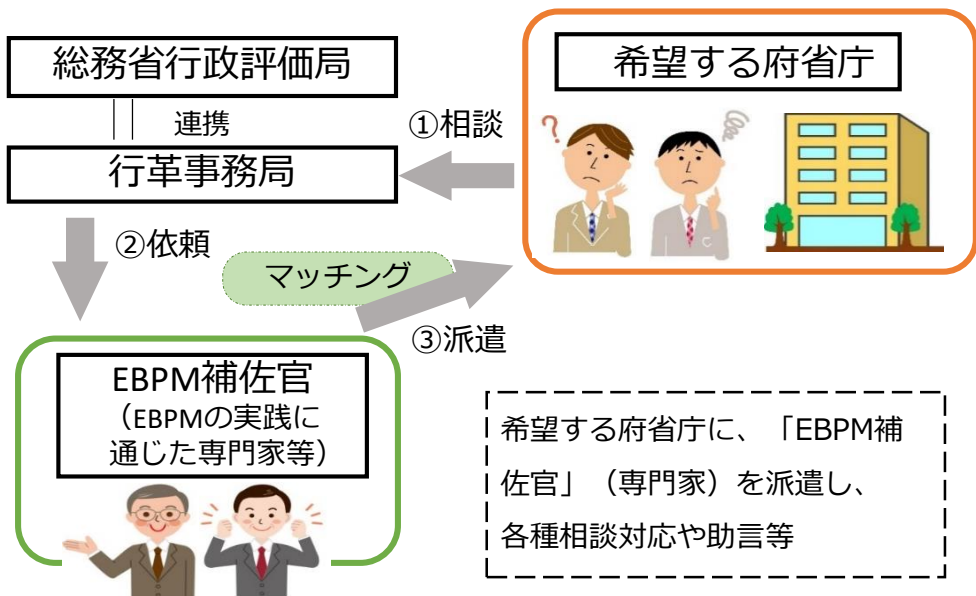 総務省行政評価局
連携
行革事務局
希望する府省庁
①相談
?
②依頼
マッチング
③派遣
EBPM補佐官
（EBPMの実践に
通じた専門家等）
希望する府省庁に、「EBPM補
佐官」（専門家）を派遣し、
各種相談対応や助言等